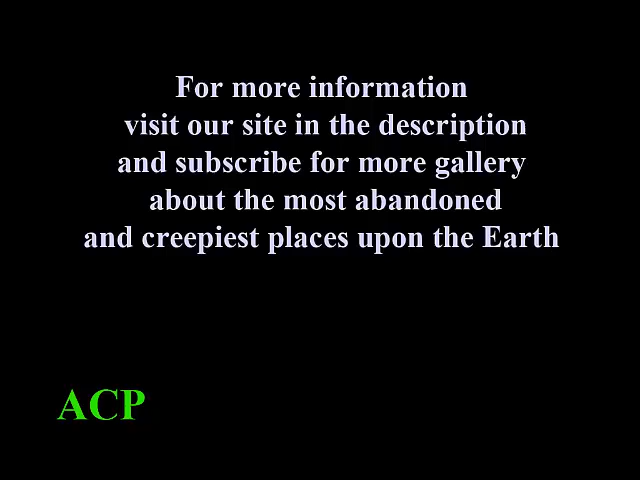 For more information
visit our site in the description
and subscribe for more gallery
about the most abandoned
and creepiest places upon the Earth
ACP